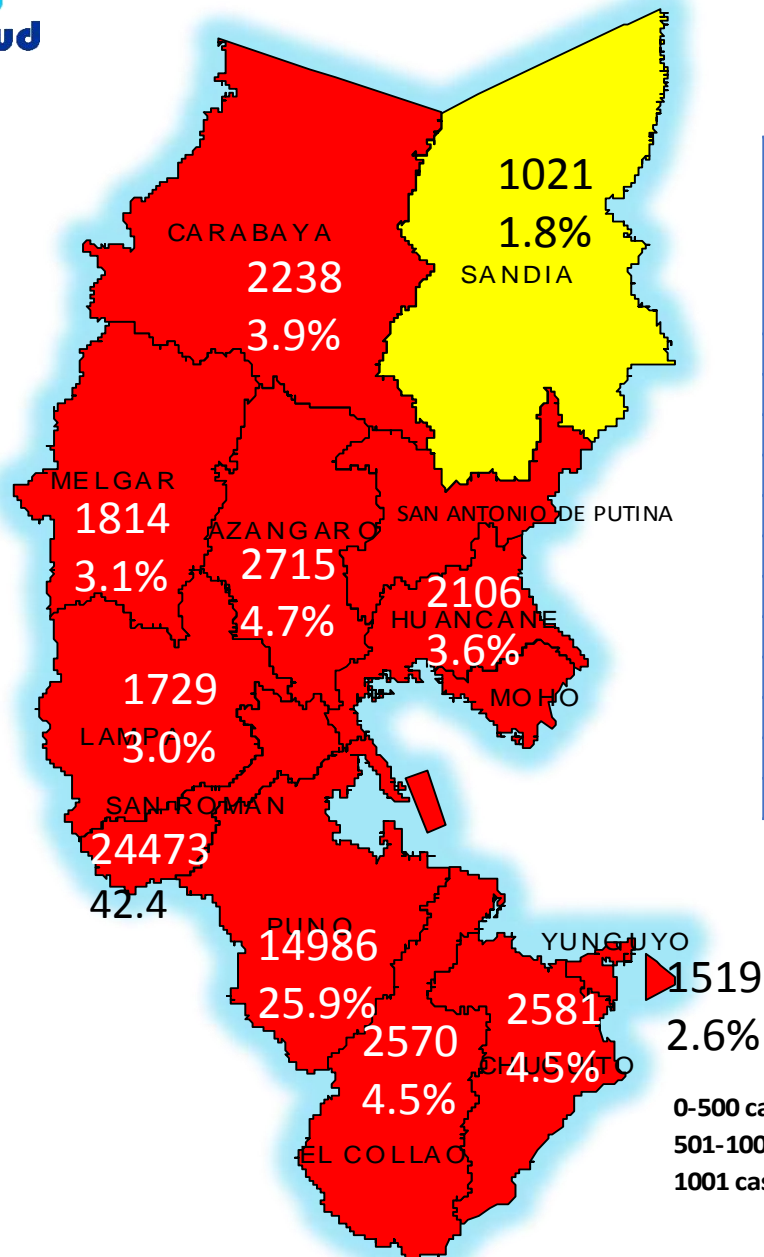 ud
1021
1.8%
SANDIA
CARABAYA
2238
3.9%
MELGAR
1814
3.1%
AZANGARO
2715
4.7%
SAN ANTONIO DE PUTINA
2106
HUANCANE
3.6%
MOHO
1729
LAMPA
3.0%
SAN ROMAN
24473
42.4
PUNO
14986
25.9%
YUNGUYO
1519
2.6%
2581
CHUCUITO
4.5%
2570
4.5%
EL COLLAO
0-500 ca
501-100
1001 cas